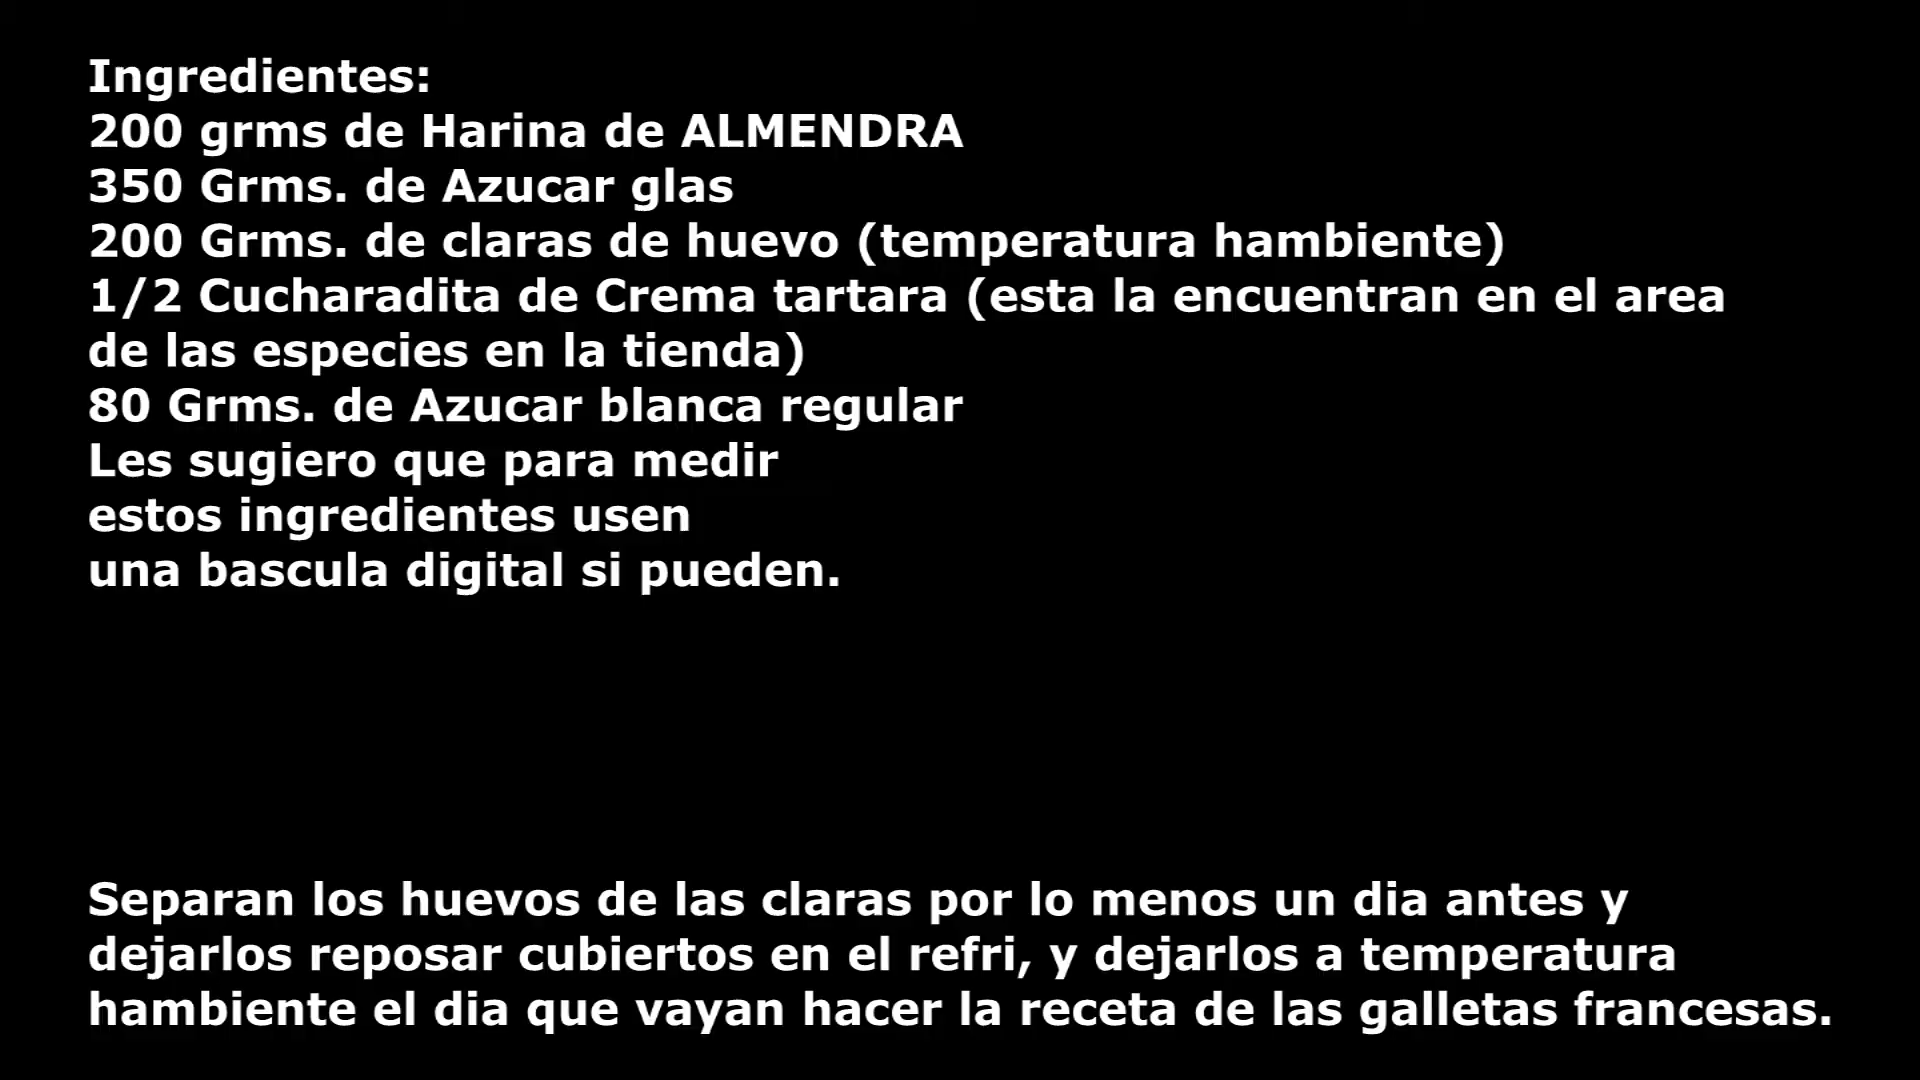 Ingredientes:
200 grms de Harina de ALMENDRA
350 Grms. de Azucar glas
200 Grms. de claras de huevo (temperatura hambiente)
1/2 Cucharadita de Crema tartara (esta la encuentran en el area
de las especies en la tienda)
80 Grms. de Azucar blanca regular
Les sugiero que para medir
estos ingredientes usen
una bascula digital si pueden.
Separan los huevos de las claras por lo menos un dia antes y
dejarlos reposar cubiertos en el refri, y dejarlos a temperatura
hambiente el dia que vayan hacer la receta de las galletas francesas.